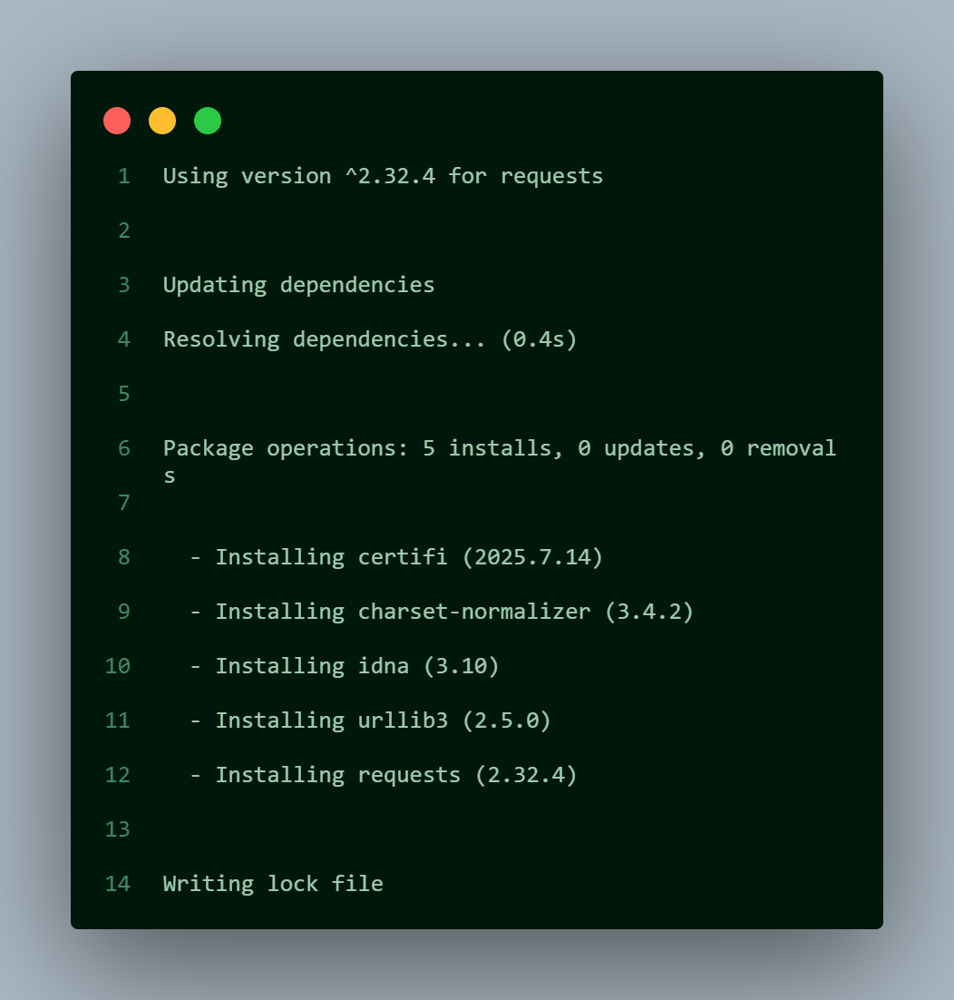 1 Using version ^2.32.4 for requests
2
3 Updating dependencies
4 Resolving dependencies... (0.4s)
5
6 Package operations: 5 installs, 0 updates, 0 removal
s
7
8   - Installing certifi (2025.7.14)
9   - Installing charset-normalizer (3.4.2)
10   - Installing idna (3.10)
11   - Installing urllib3 (2.5.0)
12   - Installing requests (2.32.4)
13
14 Writing lock file